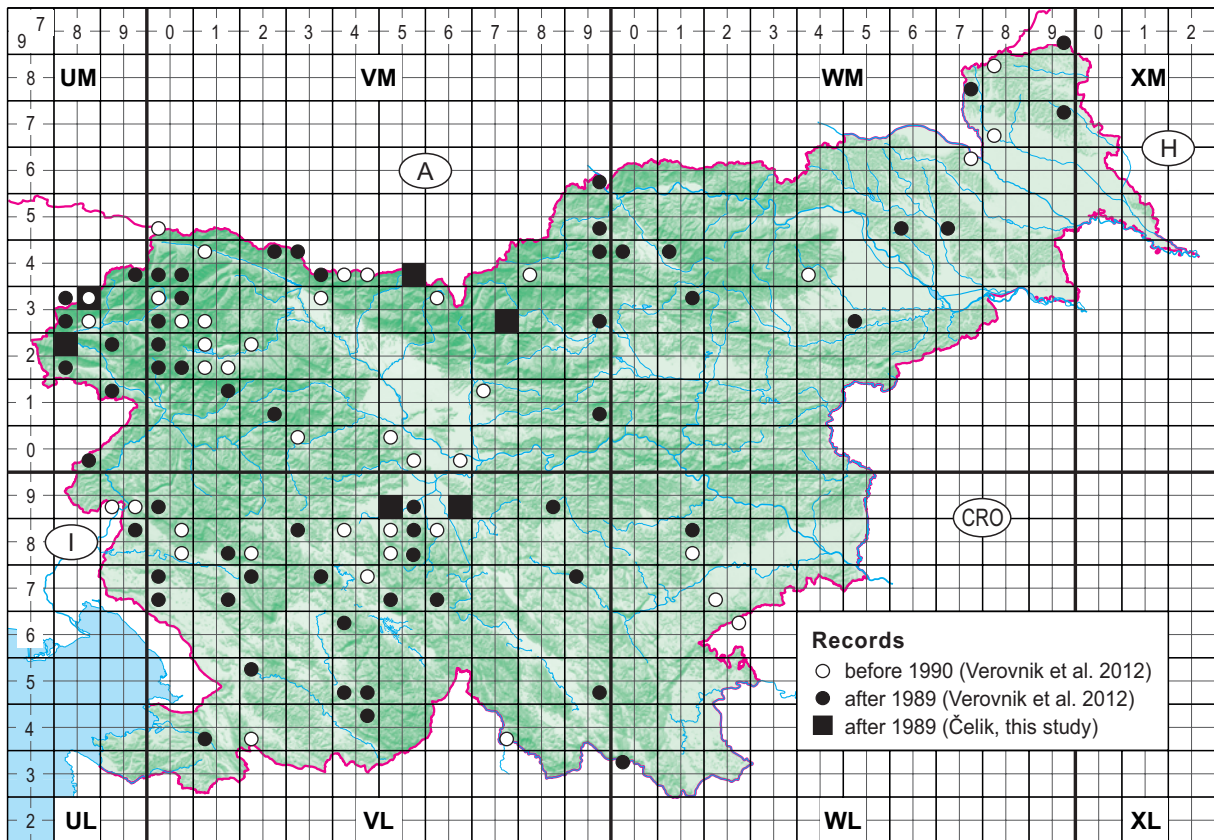 7
9
8 9 0 1 2 3 4 5 6 7 8 9 0 1 2 3 4 5 6 7 8 9 0 1 2
8 UM VM WM XM
7
H
6 A
5
4
3
2
1
0
9
CRO
8 I
7
6
Records
before 1990 (Verovnik et al. 2012)
5
after 1989 (Verovnik et al. 2012)
4
after 1989 (Čelik, this study)
3
2 UL VL WL XL